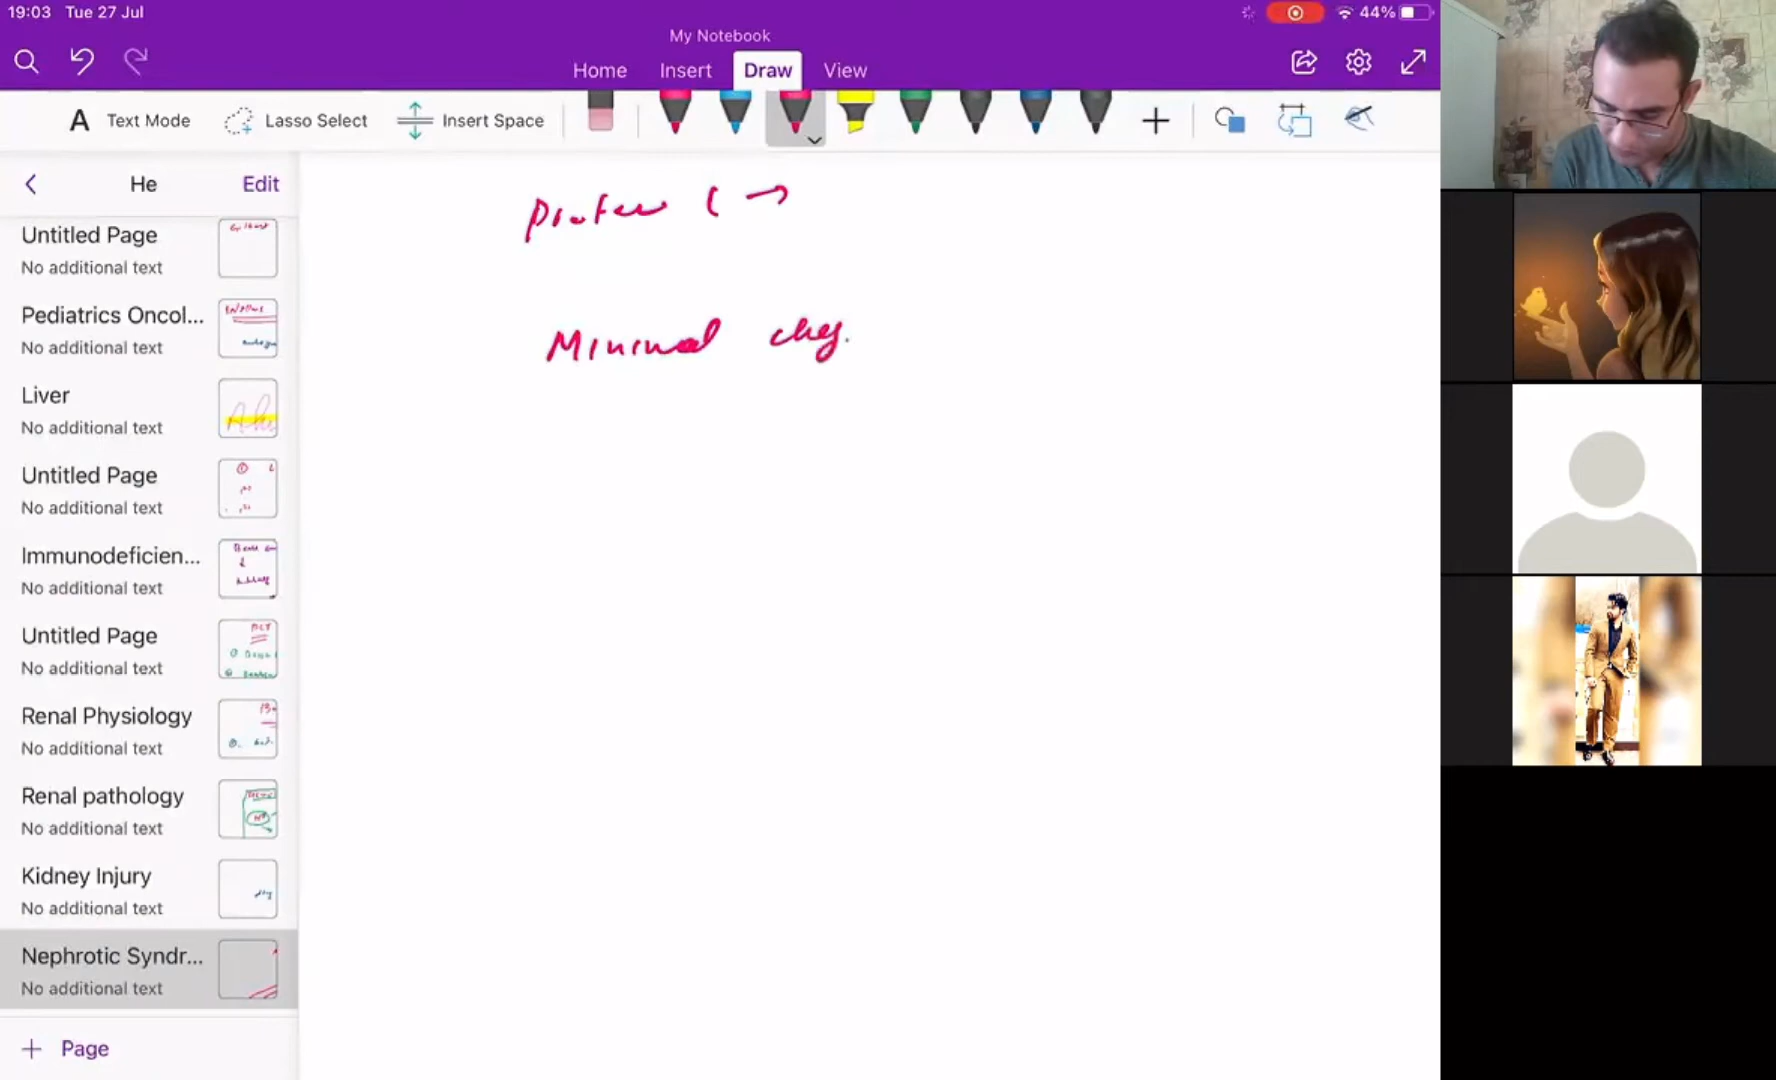 19:03 Tue 27 Jul
44%
My Notebook
Home Insert Draw View
A Text Mode Lasso Select Insert Space
He Edit
Untitled Page
No additional text
Pediatrics Oncol...
No additional text
Liver
No additional text
Untitled Page
No additional text
Immunodeficien...
No additional text
Untitled Page
No additional text
Renal Physiology
No additional text
Renal pathology
No additional text
Kidney Injury
No additional text
Nephrotic Syndr...
No additional text
+ Page
Minimal